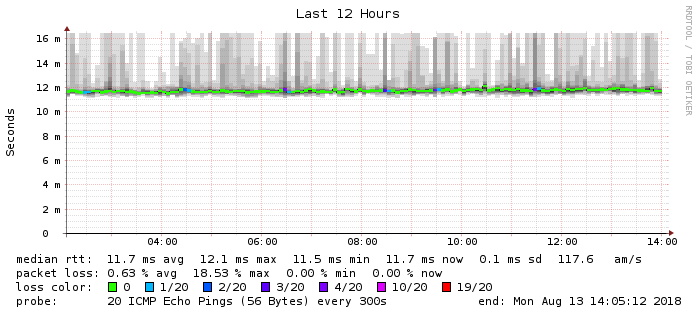 Last 12 Hours
RRDTOOL / TOBI OETIKER
Seconds
16 m
14 m
12 m
10 m
8 m
6 m
4 m
2 m
0
04:00 06:00 08:00 10:00 12:00 14:00
median rtt: 11.7 ms avg 12.1 ms max 11.5 ms min 11.7 ms now 0.1 ms sd 117.6 am/s
packet loss: 0.63 % avg 18.53 % max 0.00 % min 0.00 % now
loss color: 0 1/20 2/20 3/20 4/20 10/20 19/20
probe: 20 ICMP Echo Pings (56 Bytes) every 300s end: Mon Aug 13 14:05:12 2018